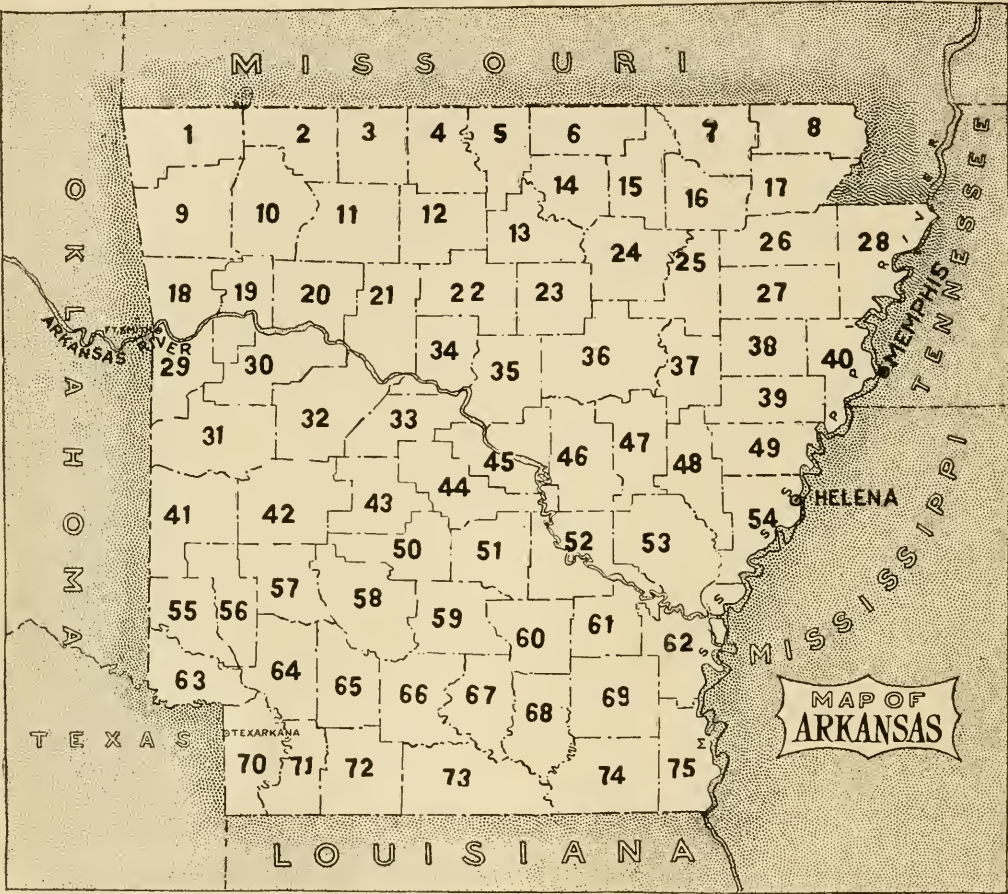 MISSOURI
1 2 3 4 5 6 7 8
9 10 11 12 13 14 15 16 17
18 19 20 21 22 23 24 25 26 27 28
29 30 31 32 33 34 35 36 37 38 39 40
41 42 43 44 45 46 47 48 49
50 51 52 53 54
55 56 57 58 59 60 61 62
63 64 65 66 67 68 69
70 71 72 73 74 75
OKLAHOMA
ARKANSAS RIVER
FT. SMITH
MEMPHIS
TENNESSEE
HELENA
MISSISSIPPI
MISSISSIPPI RIVER
TEXAS
TEXARKANA
LOUISIANA
MAP OF
ARKANSAS